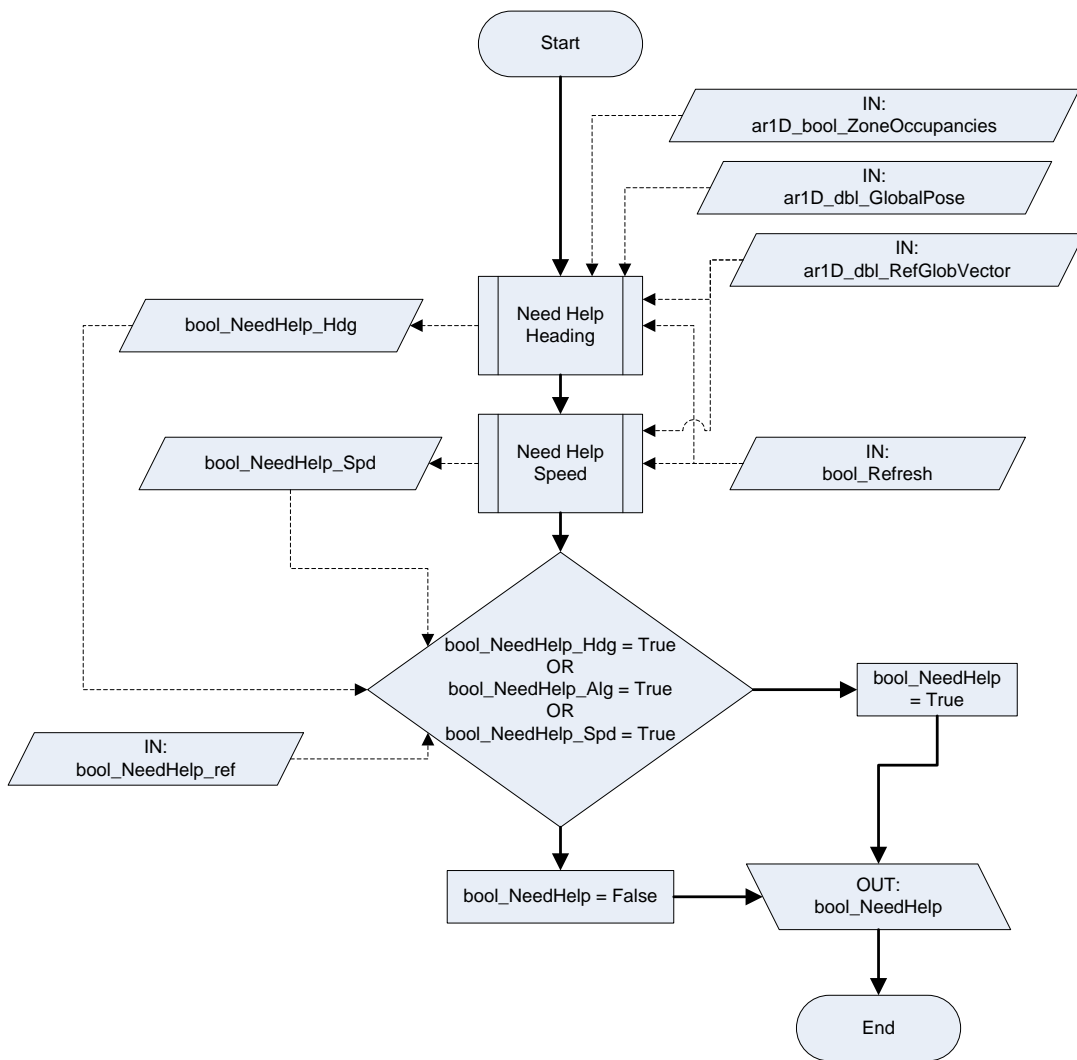 Start
IN:
ar1D_bool_ZoneOccupancies
IN:
ar1D_dbl_GlobalPose
IN:
ar1D_dbl_RefGlobVector
Need Help
Heading
bool_NeedHelp_Hdg
Need Help
Speed
bool_NeedHelp_Spd
IN:
bool_Refresh
bool_NeedHelp_Hdg = True
OR
bool_NeedHelp_Alg = True
OR
bool_NeedHelp_Spd = True
bool_NeedHelp
= True
IN:
bool_NeedHelp_ref
bool_NeedHelp = False
OUT:
bool_NeedHelp
End